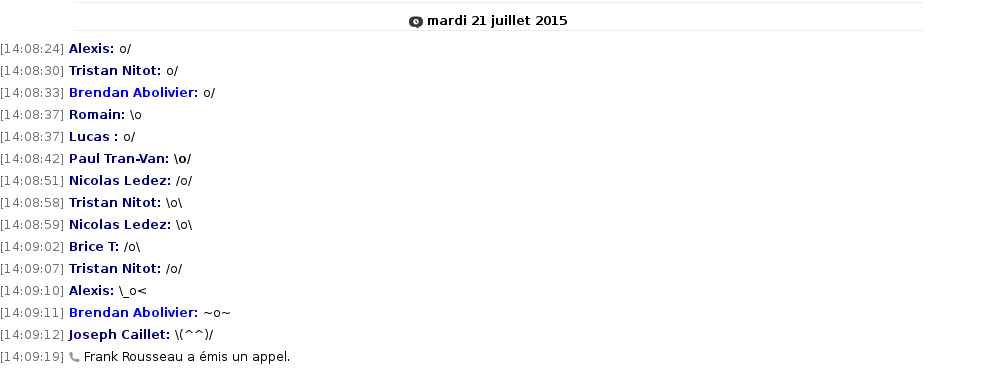 mardi 21 juillet 2015
[14:08:24] Alexis: o/
[14:08:30] Tristan Nitot: o/
[14:08:33] Brendan Abolivier: o/
[14:08:37] Romain: \o
[14:08:37] Lucas : o/
[14:08:42] Paul Tran-Van: \o/
[14:08:51] Nicolas Ledez: /o/
[14:08:58] Tristan Nitot: \o\
[14:08:59] Nicolas Ledez: \o\
[14:09:02] Brice T: /o\
[14:09:07] Tristan Nitot: /o/
[14:09:10] Alexis: \_o<
[14:09:11] Brendan Abolivier: ~o~
[14:09:12] Joseph Caillet: \(^^)/
[14:09:19] Frank Rousseau a émis un appel.